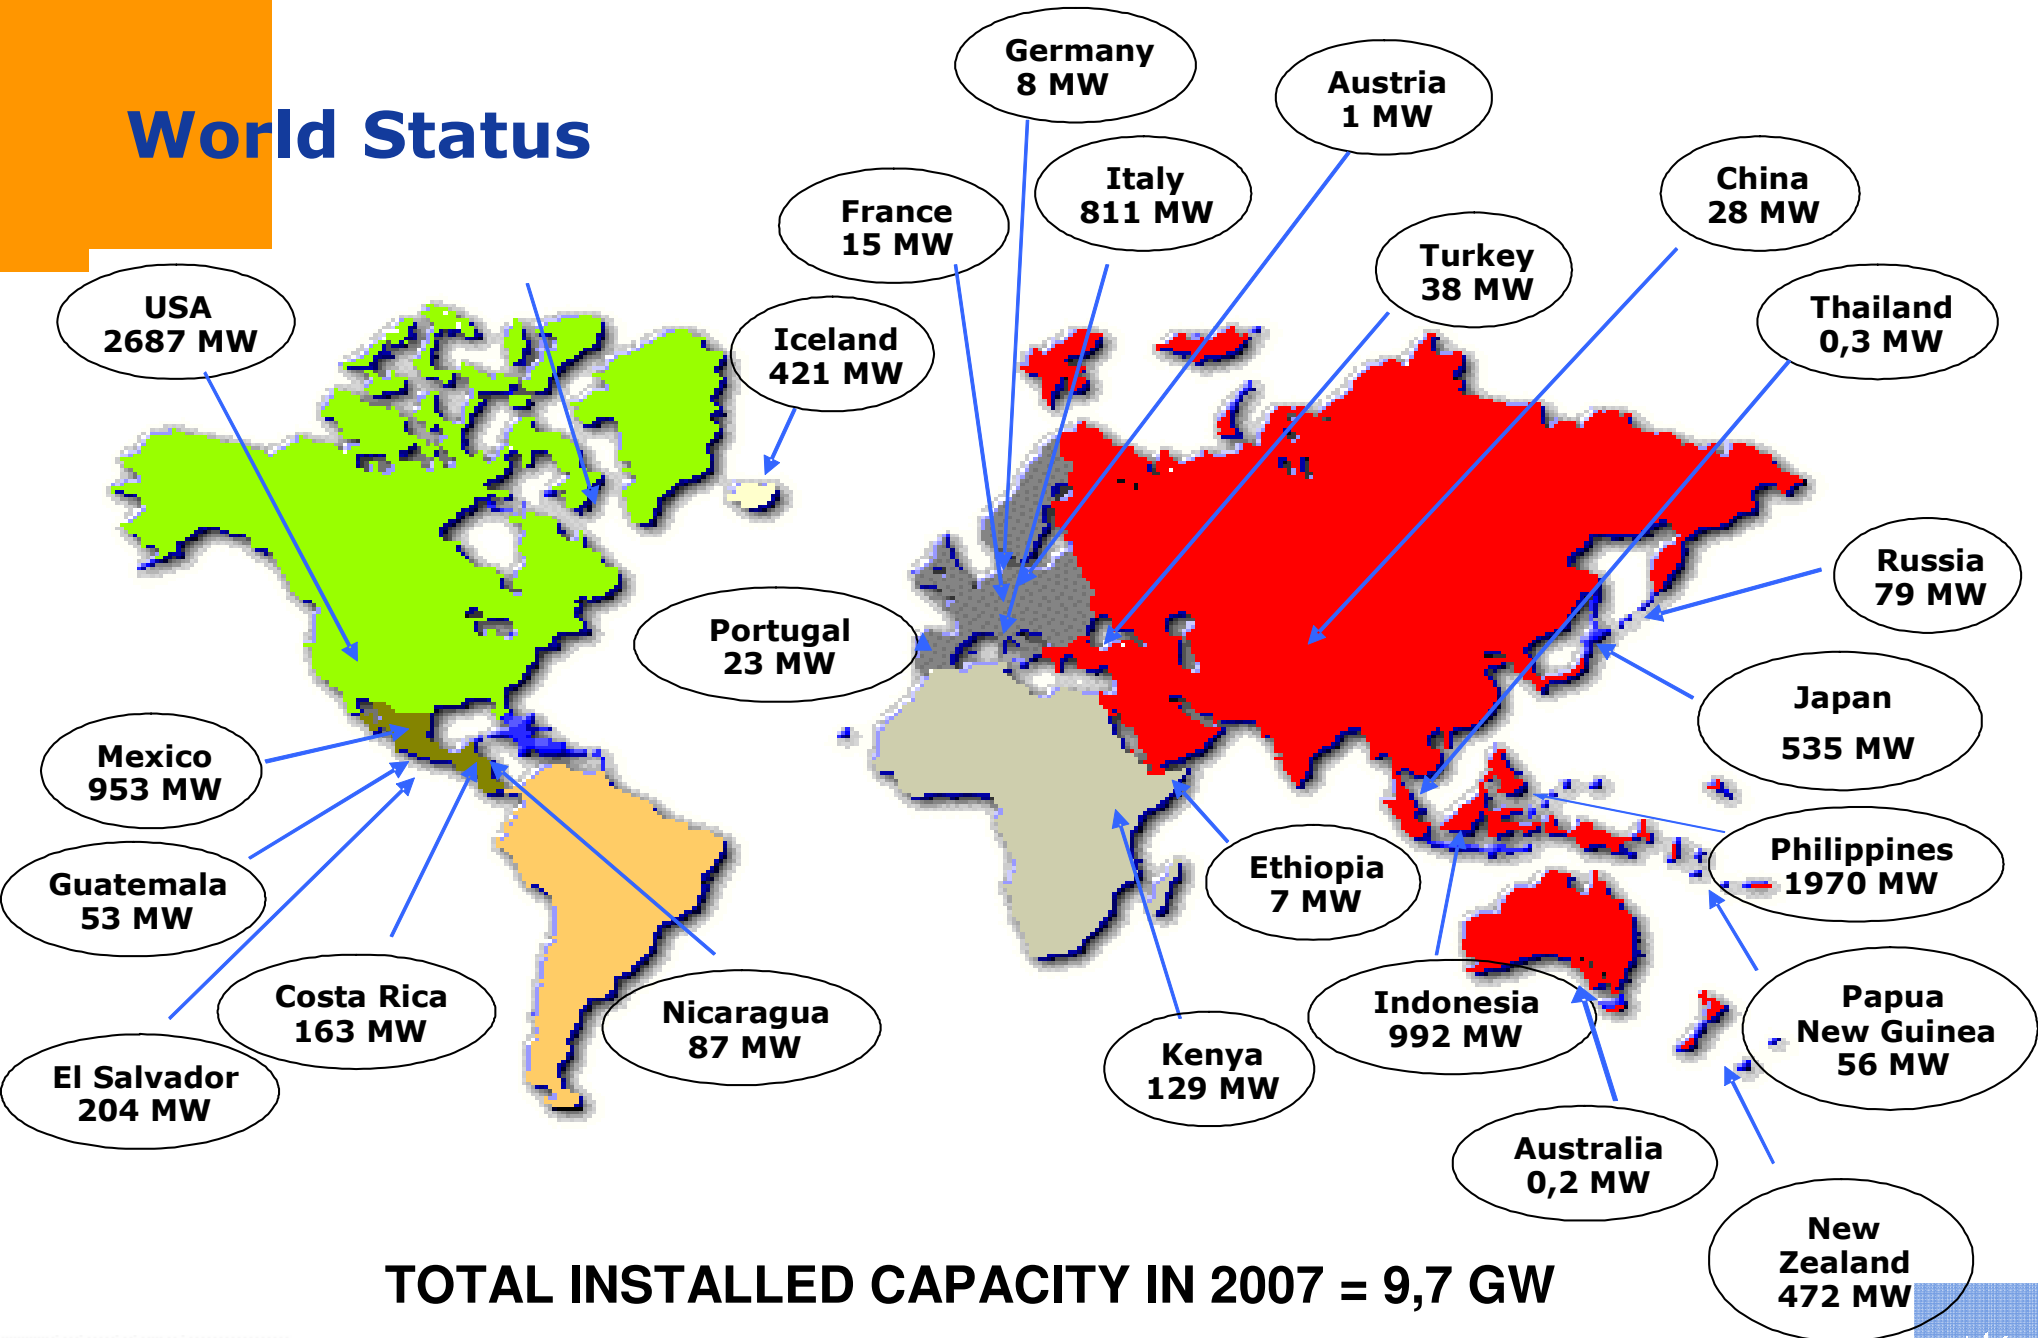 World Status
Germany
8 MW
Austria
1 MW
Italy
811 MW
China
28 MW
France
15 MW
Turkey
38 MW
USA
2687 MW
Iceland
421 MW
Thailand
0,3 MW
Russia
79 MW
Portugal
23 MW
Japan
535 MW
Mexico
953 MW
Guatemala
53 MW
Ethiopia
7 MW
Philippines
1970 MW
Costa Rica
163 MW
Nicaragua
87 MW
Indonesia
992 MW
Papua
New Guinea
56 MW
El Salvador
204 MW
Kenya
129 MW
Australia
0,2 MW
New
Zealand
472 MW
TOTAL INSTALLED CAPACITY IN 2007 = 9,7 GW